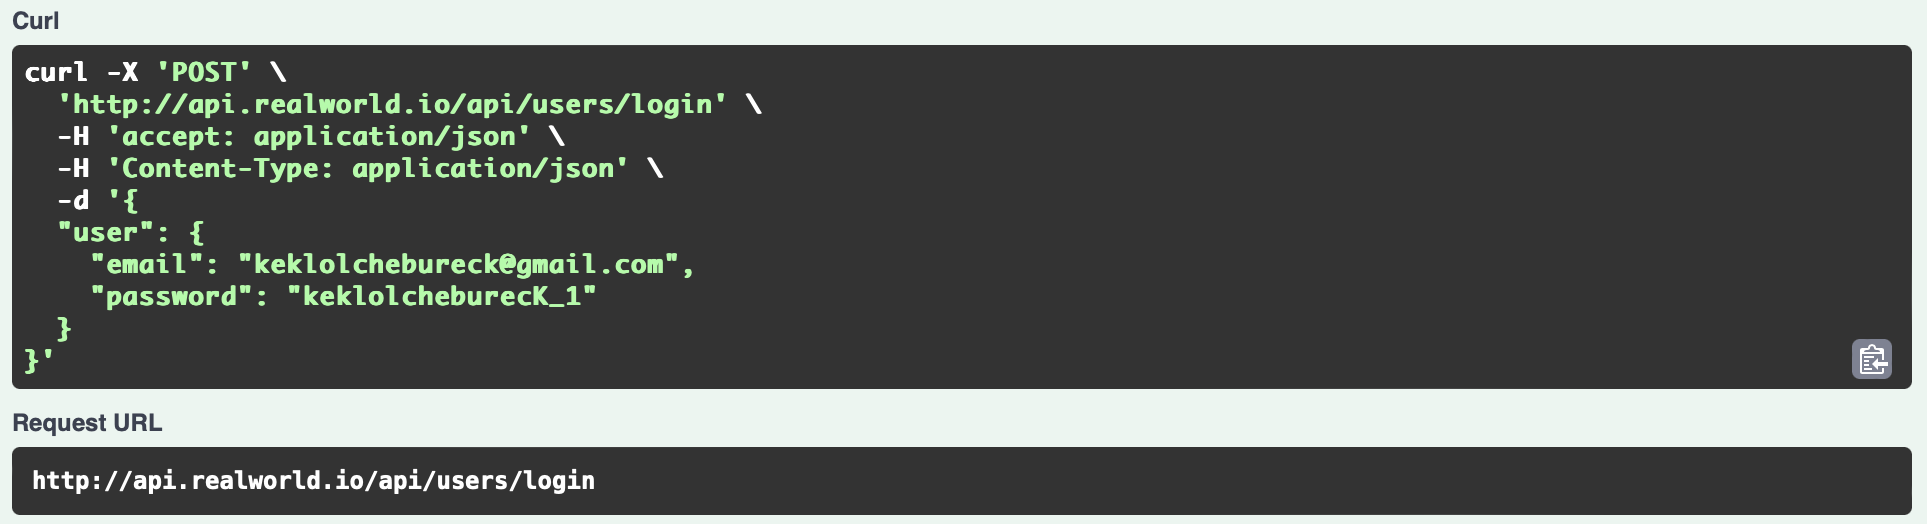 Curl
curl -X 'POST' \
  'http://api.realworld.io/api/users/login' \
  -H 'accept: application/json' \
  -H 'Content-Type: application/json' \
  -d '{
  "user": {
    "email": "keklolchebureck@gmail.com",
    "password": "keklolcheburecK_1"
  }
}'
Request URL
http://api.realworld.io/api/users/login